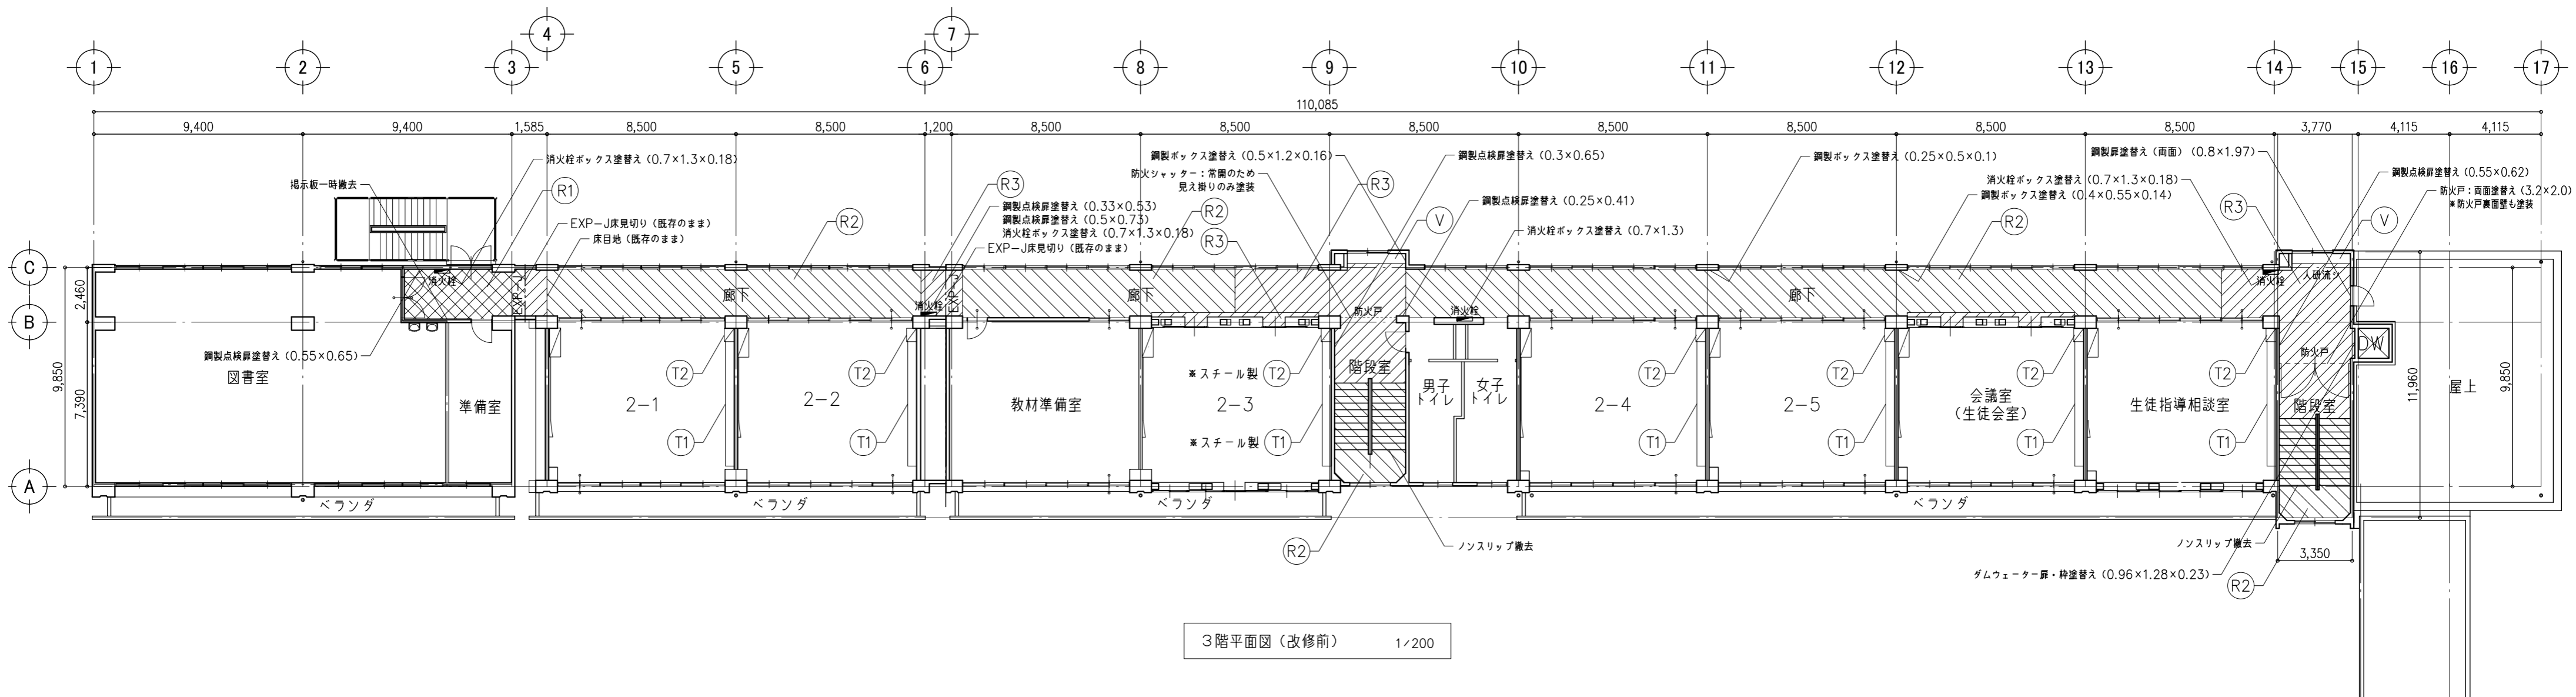 4
7
1
2
3
5
6
8
9
10
11
12
13
14
15
16
17
110,085
9,400
9,400
1,585
8,500
8,500
1,200
8,500
8,500
8,500
8,500
8,500
8,500
8,500
3,770
4,115
4,115
消火栓ボックス塗替え（0.7×1.3×0.18）
掲示板一時撤去
R1
EXP-J床見切り（既存のまま）
床目地（既存のまま）
R2
R3
鋼製点検扉塗替え（0.33×0.53）
鋼製点検扉塗替え（0.5×0.73）
消火栓ボックス塗替え（0.7×1.3×0.18）
EXP-J床見切り（既存のまま）
鋼製ボックス塗替え（0.5×1.2×0.16）
防火シャッター：常開のため
見え掛りのみ塗装
R2
R3
R3
鋼製点検扉塗替え（0.3×0.65）
鋼製点検扉塗替え（0.25×0.41）
V
消火栓ボックス塗替え（0.7×1.3）
鋼製ボックス塗替え（0.25×0.5×0.1）
鋼製扉塗替え（両面）（0.8×1.97）
消火栓ボックス塗替え（0.7×1.3×0.18）
鋼製ボックス塗替え（0.4×0.55×0.14）
R2
R3
鋼製点検扉塗替え（0.55×0.62）
防火戸：両面塗替え（3.2×2.0）
※防火戸裏面壁も塗装
V
C
B
A
2,460
9,850
7,390
消火栓
EXP-J
廊下
消火栓
EXP-J
廊下
防火戸
消火栓
廊下
消火栓
人研流シ
防火戸
DW
鋼製点検扉塗替え（0.55×0.65）
図書室
準備室
2-1
T2
T1
2-2
T2
T1
教材準備室
2-3
※スチール製
T2
※スチール製
T1
階段室
男子
トイレ
女子
トイレ
2-4
T2
T1
2-5
T2
T1
会議室
（生徒会室）
T2
T1
生徒指導相談室
T2
T1
階段室
11,960
屋上
9,850
ベランダ
ベランダ
ベランダ
ベランダ
R2
ノンスリップ撤去
ノンスリップ撤去
3,350
ダムウェーター扉・枠塗替え（0.96×1.28×0.23）
R2
3階平面図（改修前） 1/200